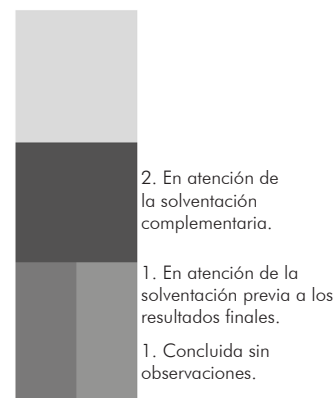 2. En atención de
la solventación
complementaria.
1. En atención de la
solventación previa a los
resultados finales.
1. Concluida sin
observaciones.